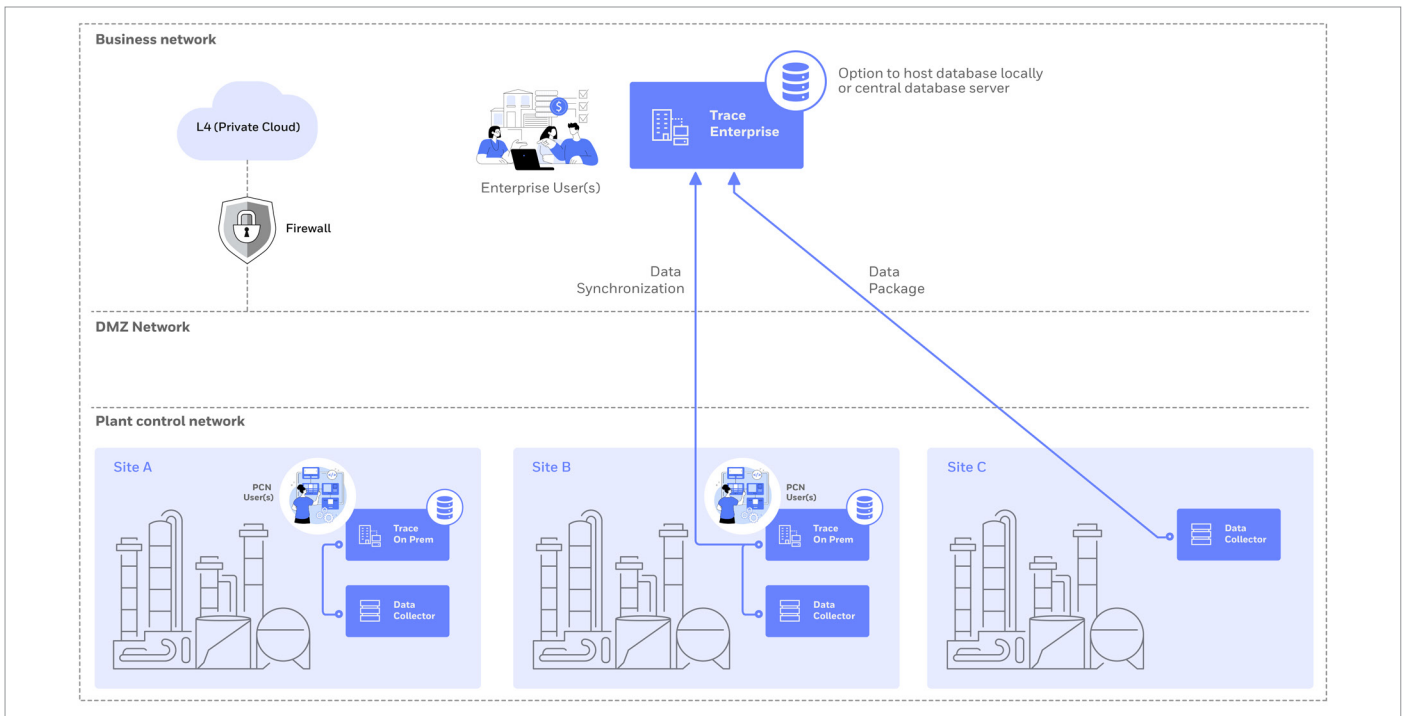 Business network
L4 (Private Cloud)
Firewall
Enterprise User(s)
Trace
Enterprise
Option to host database locally
or central database server
Data
Synchronization
Data
Package
DMZ Network
Plant control network
Site A
PCN
User(s)
Trace
On Prem
Data
Collector
Site B
PCN
User(s)
Trace
On Prem
Data
Collector
Site C
Data
Collector